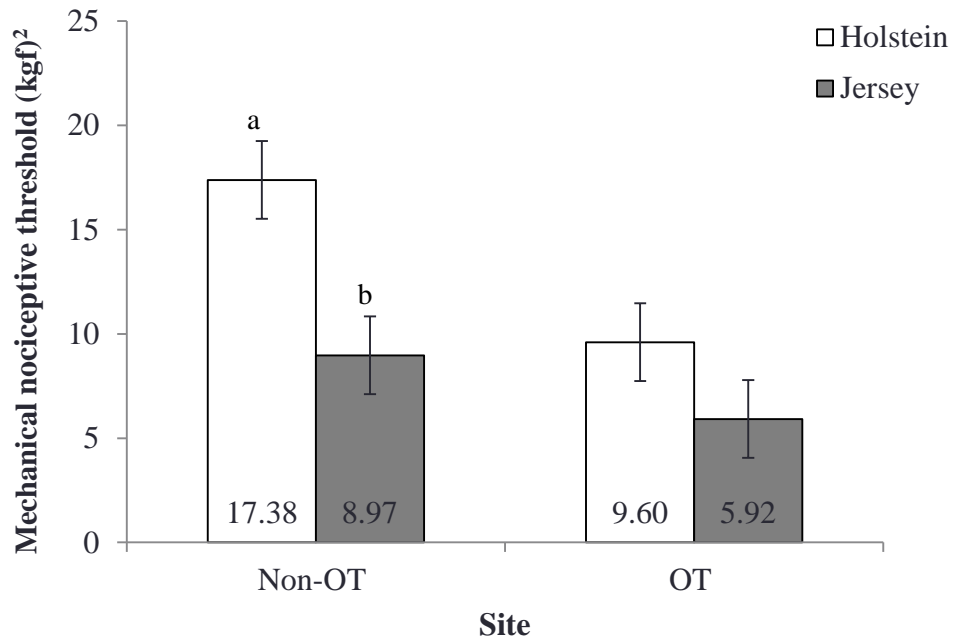 Mechanical nociceptive threshold (kgf)²
25
20
15
10
5
0
Holstein
Jersey
a
b
17.38
8.97
9.60
5.92
Non-OT
OT
Site